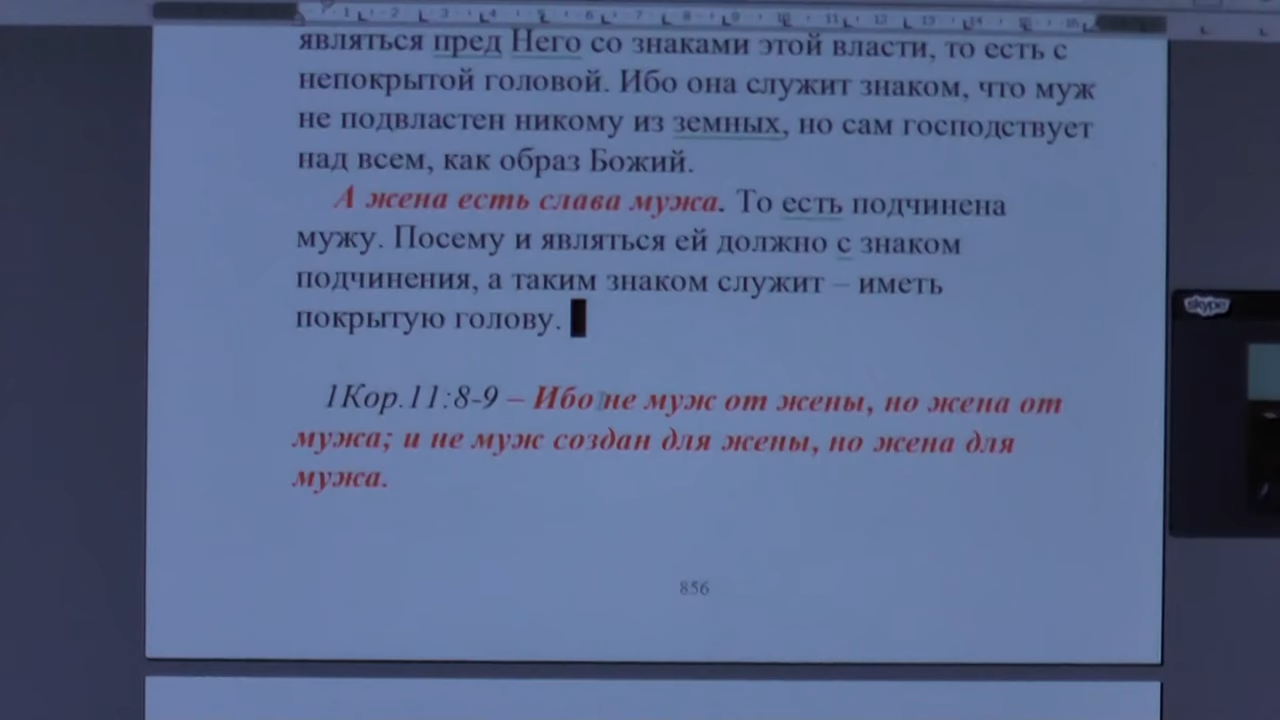 являться пред Него со знаками этой власти, то есть с
непокрытой головой. Ибо она служит знаком, что муж
не подвластен никому из земных, но сам господствует
над всем, как образ Божий.
А жена есть слава мужа. То есть подчинена
мужу. Посему и являться ей должно с знаком
подчинения, а таким знаком служит – иметь
покрытую голову.
1Кор.11:8-9 – Ибо не муж от жены, но жена от
мужа; и не муж создан для жены, но жена для
мужа.
856
skype